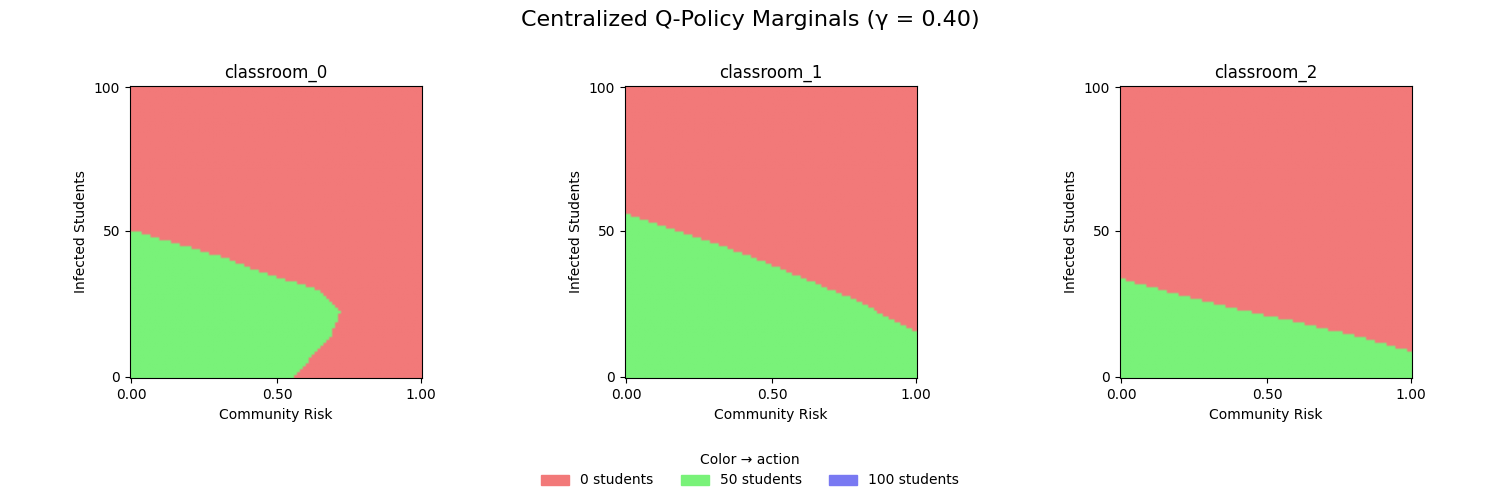 Centralized Q-Policy Marginals (γ = 0.40)
classroom_0
100
50
0
Infected Students
0.00 0.50 1.00
Community Risk
classroom_1
100
50
0
Infected Students
0.00 0.50 1.00
Community Risk
classroom_2
100
50
0
Infected Students
0.00 0.50 1.00
Community Risk
Color → action
0 students 50 students 100 students